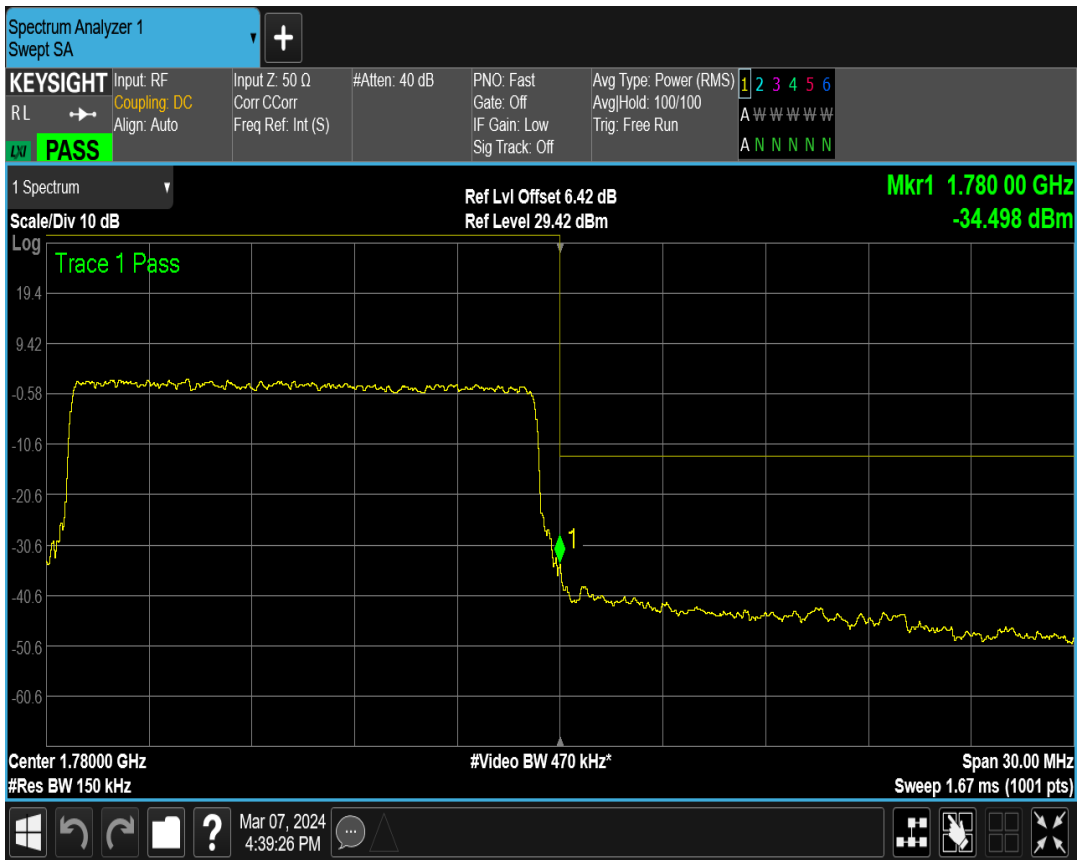 Spectrum Analyzer 1
Swept SA
+
KEYSIGHT
RL
LXI PASS
Input: RF
Coupling: DC
Align: Auto
Input Z: 50 Ω
Corr CCorr
Freq Ref: Int (S)
#Atten: 40 dB
PNO: Fast
Gate: Off
IF Gain: Low
Sig Track: Off
Avg Type: Power (RMS)
Avg|Hold: 100/100
Trig: Free Run
1 2 3 4 5 6
A W W W W W
A N N N N N
1 Spectrum
Scale/Div 10 dB
Ref Lvl Offset 6.42 dB
Ref Level 29.42 dBm
Mkr1 1.780 00 GHz
-34.498 dBm
Log
Trace 1 Pass
19.4
9.42
-0.58
-10.6
-20.6
-30.6
1
-40.6
-50.6
-60.6
Center 1.78000 GHz
#Res BW 150 kHz
#Video BW 470 kHz*
Span 30.00 MHz
Sweep 1.67 ms (1001 pts)
?
Mar 07, 2024
4:39:26 PM